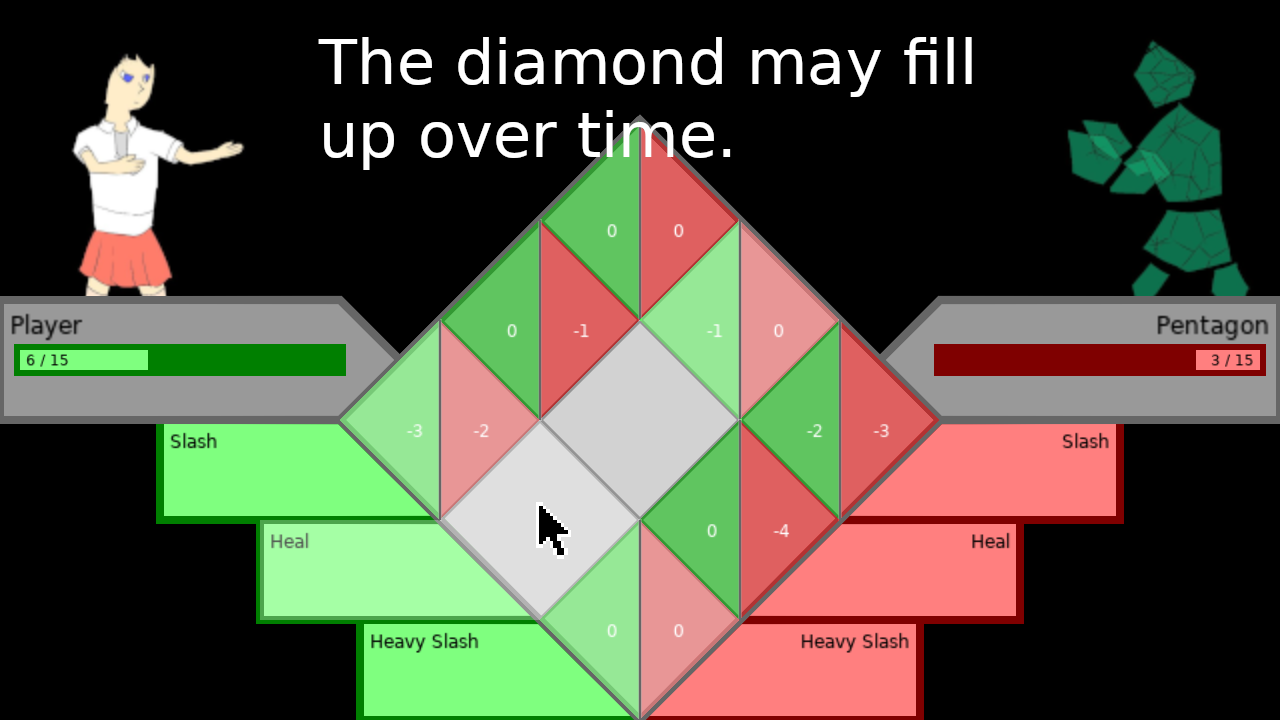 The diamond may fill
up over time.
0 0
0 -1 -1 0
Player
Pentagon
6 / 15
3 / 15
-3 -2 -2 -3
Slash
Slash
0 -4
Heal
Heal
0 0
Heavy Slash
Heavy Slash